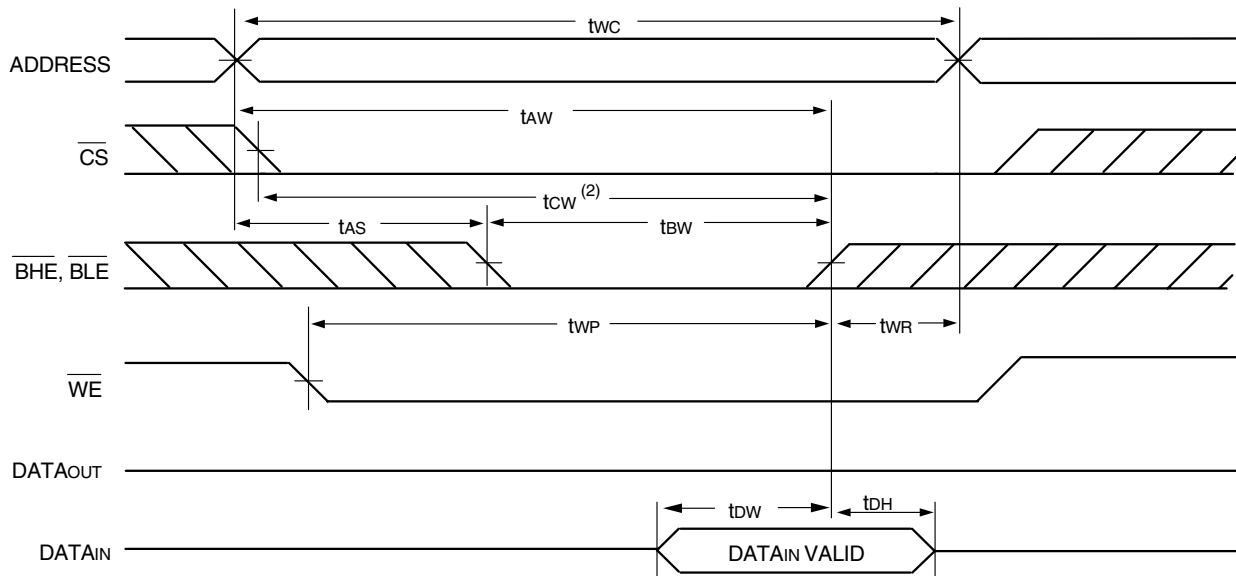 tWC
ADDRESS
tAW
CS
tCW (2)
tAS
tBW
BHE, BLE
tWP
tWR
WE
DATAOUT
tDW
tDH
DATAIN
DATAIN VALID